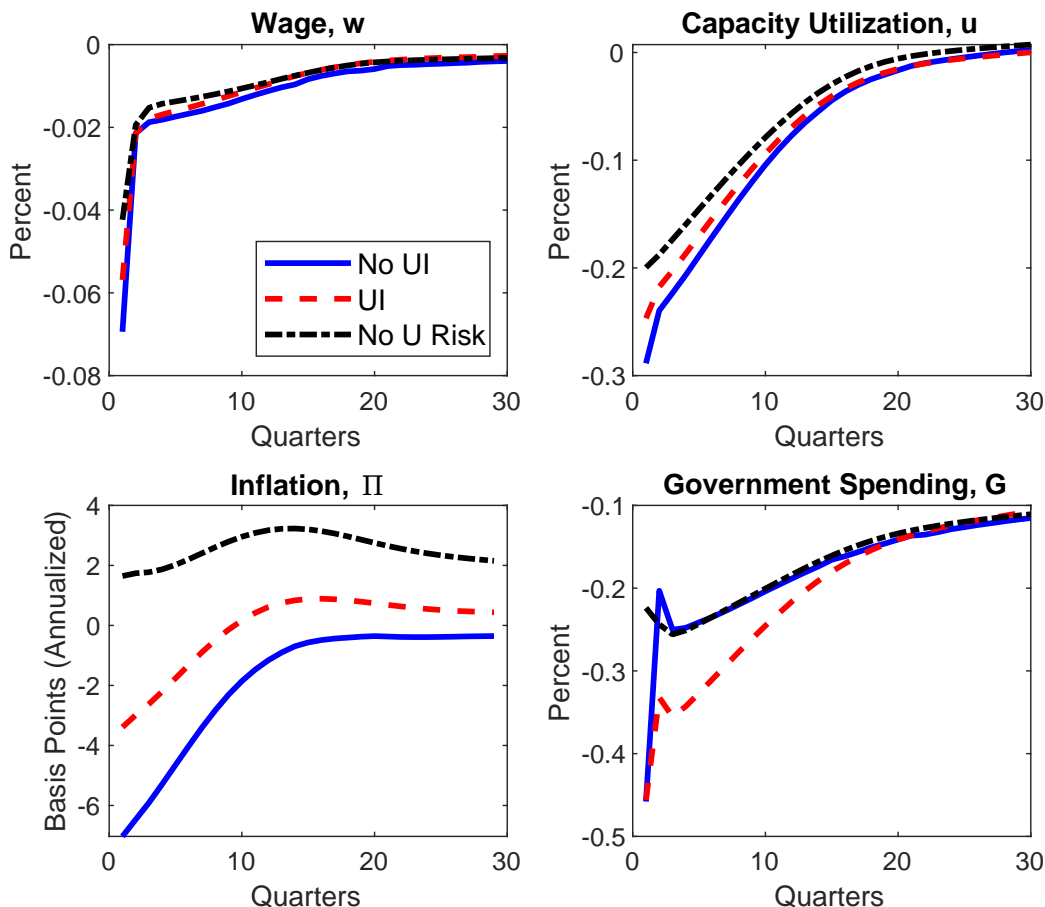 Wage, w
0
-0.02
-0.04
-0.06
-0.08
Percent
No UI
UI
No U Risk
0 10 20 30
Quarters
Capacity Utilization, u
0
-0.1
-0.2
-0.3
Percent
0 10 20 30
Quarters
Inflation, Π
4
2
0
-2
-4
-6
Basis Points (Annualized)
0 10 20 30
Quarters
Government Spending, G
-0.1
-0.2
-0.3
-0.4
-0.5
Percent
0 10 20 30
Quarters